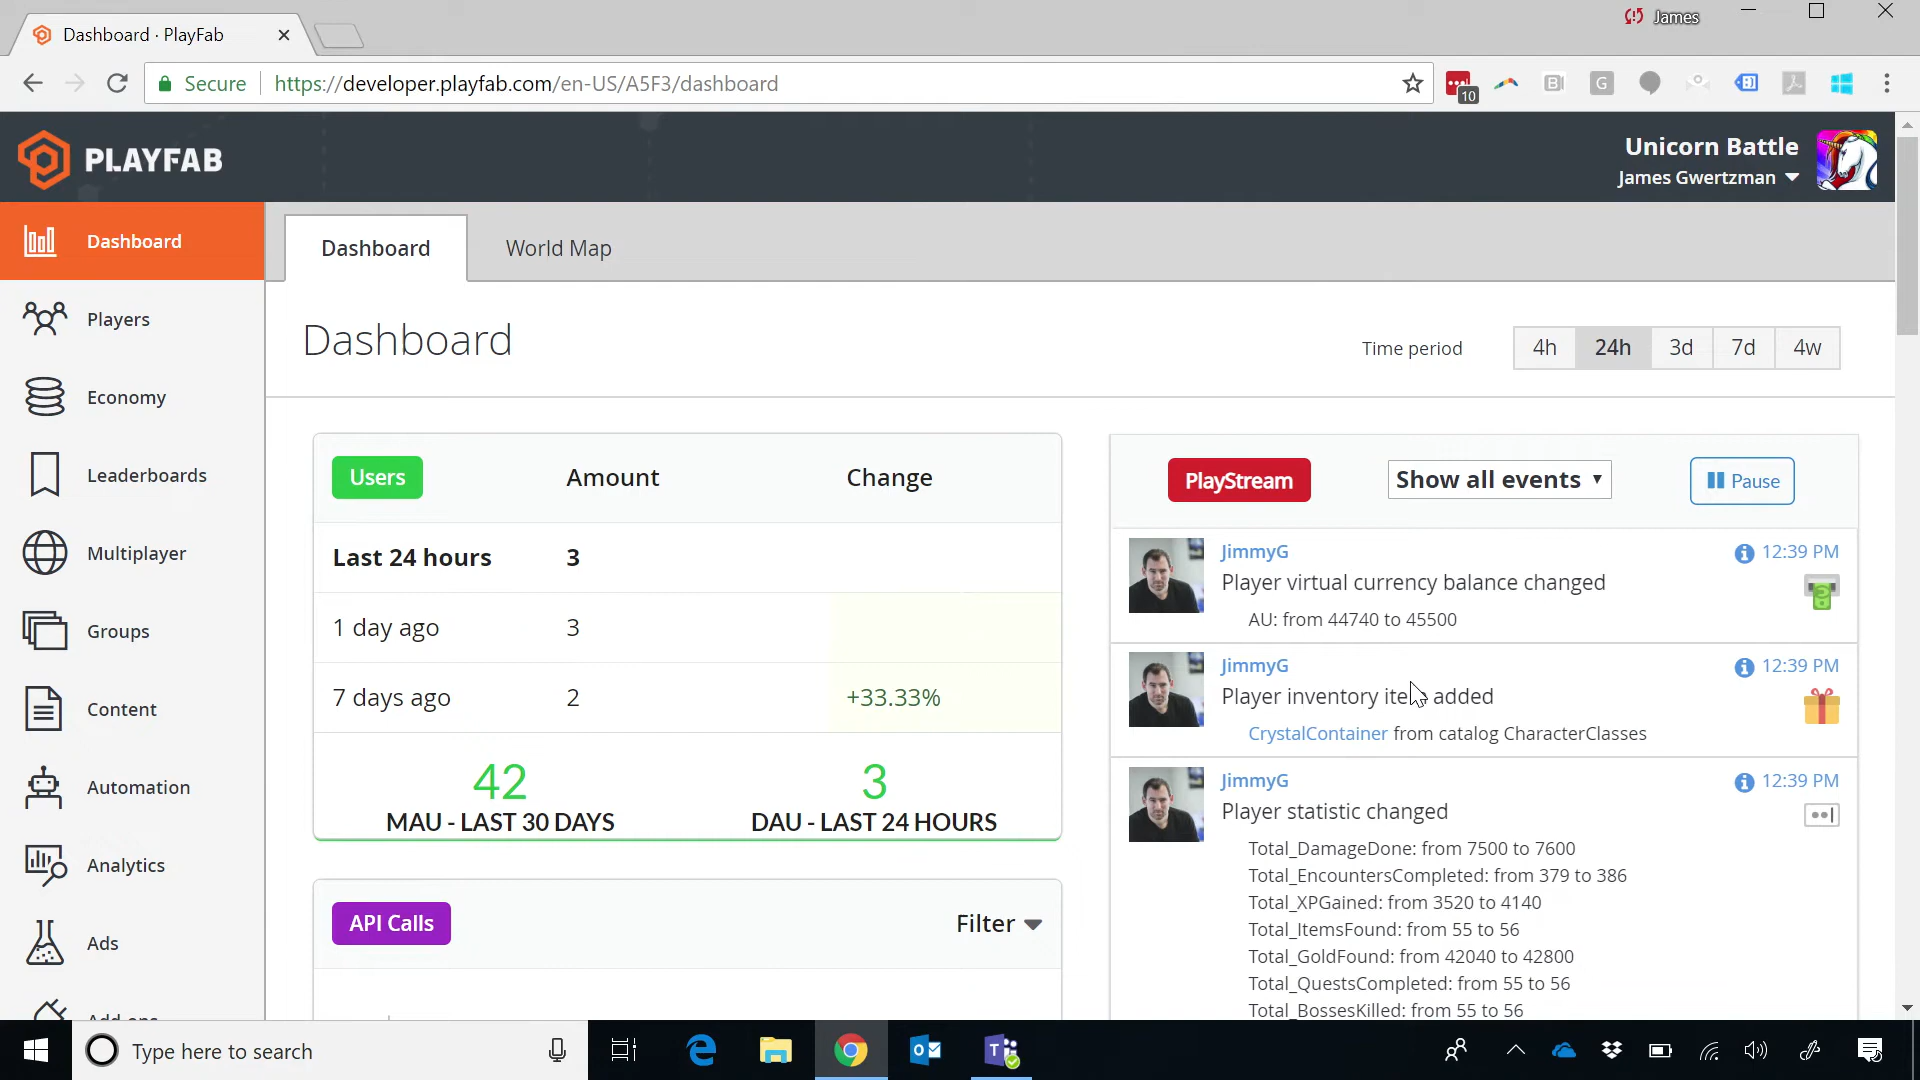 James
Dashboard · PlayFab
Secure
https://developer.playfab.com/en-US/A5F3/dashboard
10
B!
G
PLAYFAB
Unicorn Battle
James Gwertzman
Dashboard
Players
Economy
Leaderboards
Multiplayer
Groups
Content
Automation
Analytics
Ads
Dashboard
World Map
Dashboard
Time period
4h
24h
3d
7d
4w
Users
Amount
Change
Last 24 hours
3
1 day ago
3
7 days ago
2
+33.33%
42
MAU - LAST 30 DAYS
3
DAU - LAST 24 HOURS
API Calls
Filter
PlayStream
Show all events
Pause
JimmyG
12:39 PM
Player virtual currency balance changed
AU: from 44740 to 45500
JimmyG
12:39 PM
Player inventory item added
CrystalContainer from catalog CharacterClasses
JimmyG
12:39 PM
Player statistic changed
Total_DamageDone: from 7500 to 7600
Total_EncountersCompleted: from 379 to 386
Total_XPGained: from 3520 to 4140
Total_ItemsFound: from 55 to 56
Total_GoldFound: from 42040 to 42800
Total_QuestsCompleted: from 55 to 56
Total_BossesKilled: from 55 to 56
Type here to search